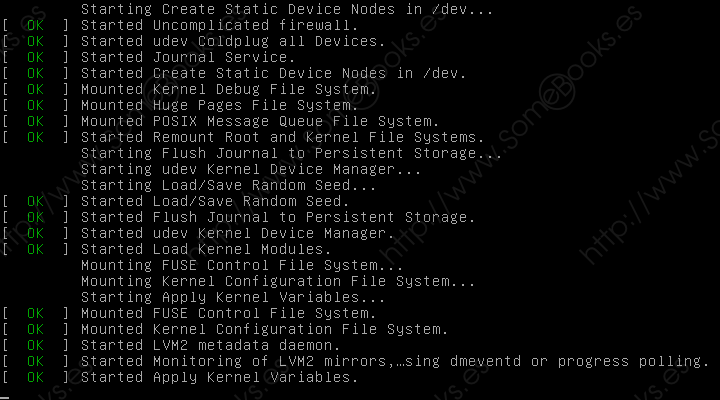 Starting Create Static Device Nodes in /dev...
[  OK  ] Started Uncomplicated firewall.
[  OK  ] Started udev Coldplug all Devices.
[  OK  ] Started Journal Service.
[  OK  ] Started Create Static Device Nodes in /dev.
[  OK  ] Mounted Kernel Debug File System.
[  OK  ] Mounted Huge Pages File System.
[  OK  ] Mounted POSIX Message Queue File System.
[  OK  ] Started Remount Root and Kernel File Systems.
Starting Flush Journal to Persistent Storage...
Starting udev Kernel Device Manager...
Starting Load/Save Random Seed...
[  OK  ] Started Load/Save Random Seed.
[  OK  ] Started Flush Journal to Persistent Storage.
[  OK  ] Started udev Kernel Device Manager.
[  OK  ] Started Load Kernel Modules.
Mounting FUSE Control File System...
Mounting Kernel Configuration File System...
Starting Apply Kernel Variables...
[  OK  ] Mounted FUSE Control File System.
[  OK  ] Mounted Kernel Configuration File System.
[  OK  ] Started LVM2 metadata daemon.
[  OK  ] Started Monitoring of LVM2 mirrors,…sing dmeventd or progress polling.
[  OK  ] Started Apply Kernel Variables.
http://www.SomeBooks.es